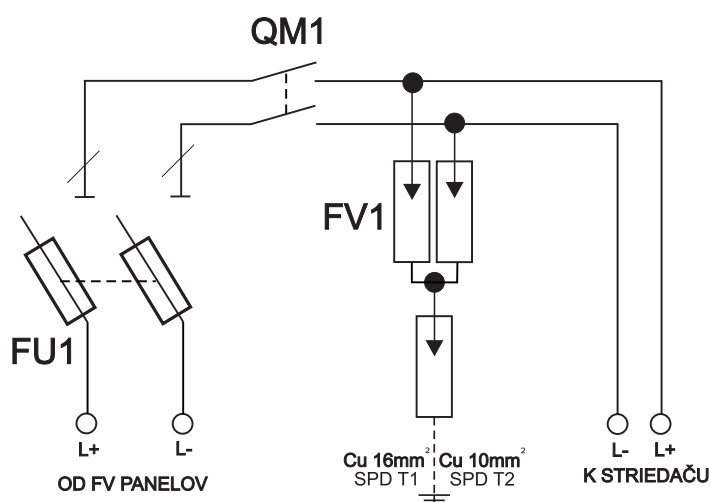 QM1
FV1
FU1
L+ L- L- L+
Cu 16mm² Cu 10mm²
SPD T1 SPD T2
OD FV PANELOV
K STRIEDAČU